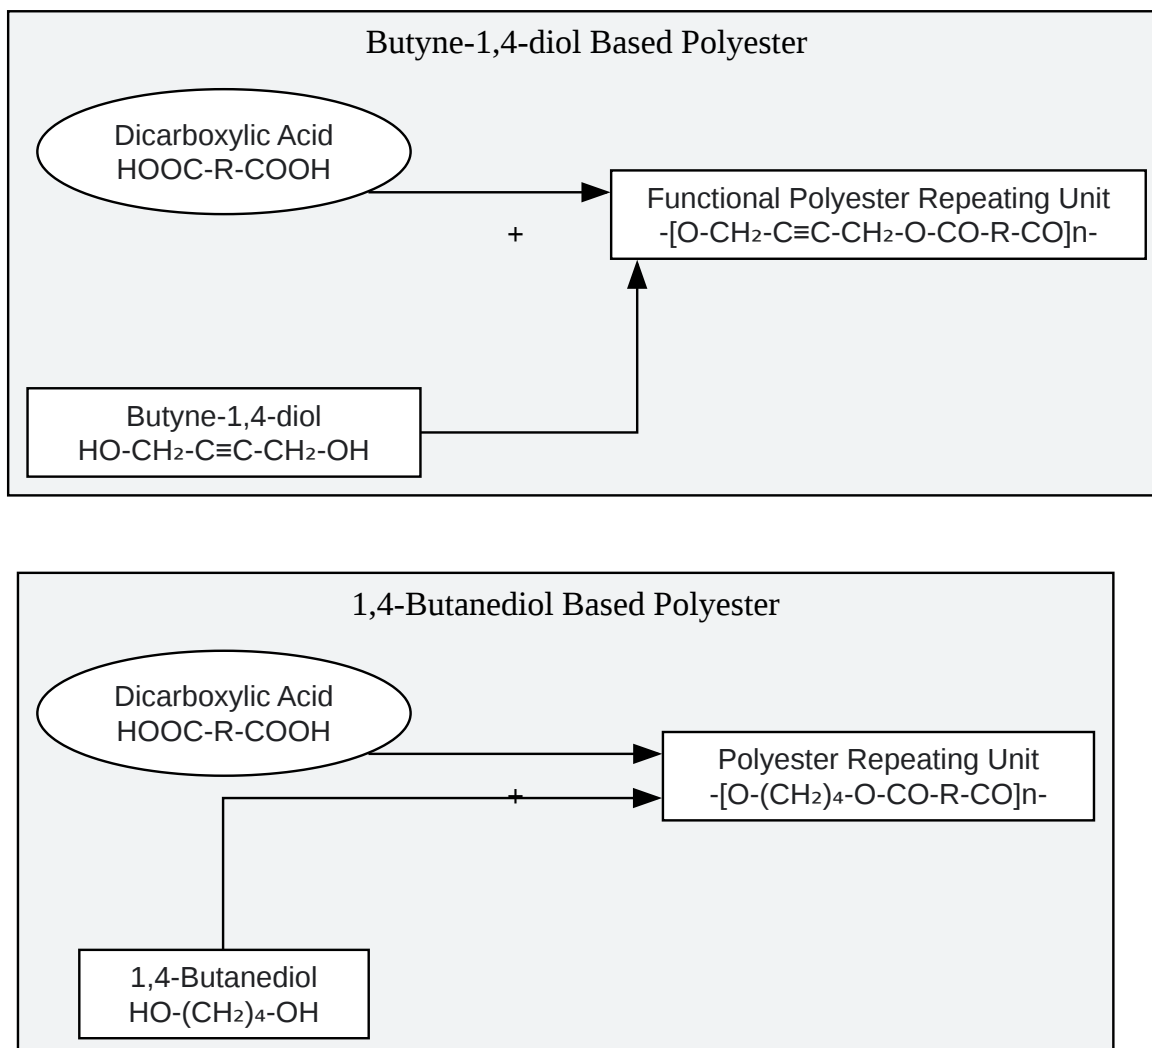 Butyne-1,4-diol Based Polyester
Dicarboxylic Acid
HOOC-R-COOH
Functional Polyester Repeating Unit
-[O-CH₂-C≡C-CH₂-O-CO-R-CO]n-
+
Butyne-1,4-diol
HO-CH₂-C≡C-CH₂-OH
1,4-Butanediol Based Polyester
Dicarboxylic Acid
HOOC-R-COOH
Polyester Repeating Unit
-[O-(CH₂)₄-O-CO-R-CO]n-
+
1,4-Butanediol
HO-(CH₂)₄-OH